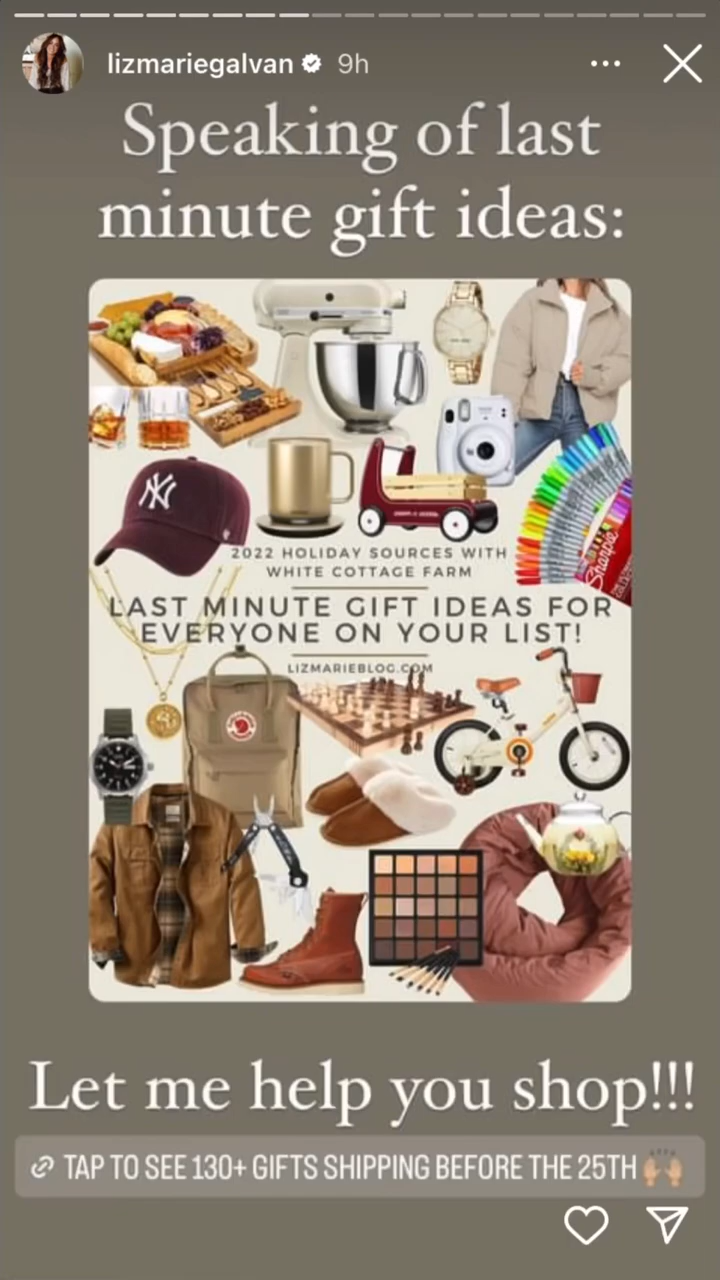 lizmariegalvan 9h
Speaking of last
minute gift ideas:
NY
2022 HOLIDAY SOURCES WITH
WHITE COTTAGE FARM
Sharpie
LAST MINUTE GIFT IDEAS FOR
EVERYONE ON YOUR LIST!
LIZMARIEBLOG.COM
Let me help you shop!!!
TAP TO SEE 130+ GIFTS SHIPPING BEFORE THE 25TH 🙌🏼